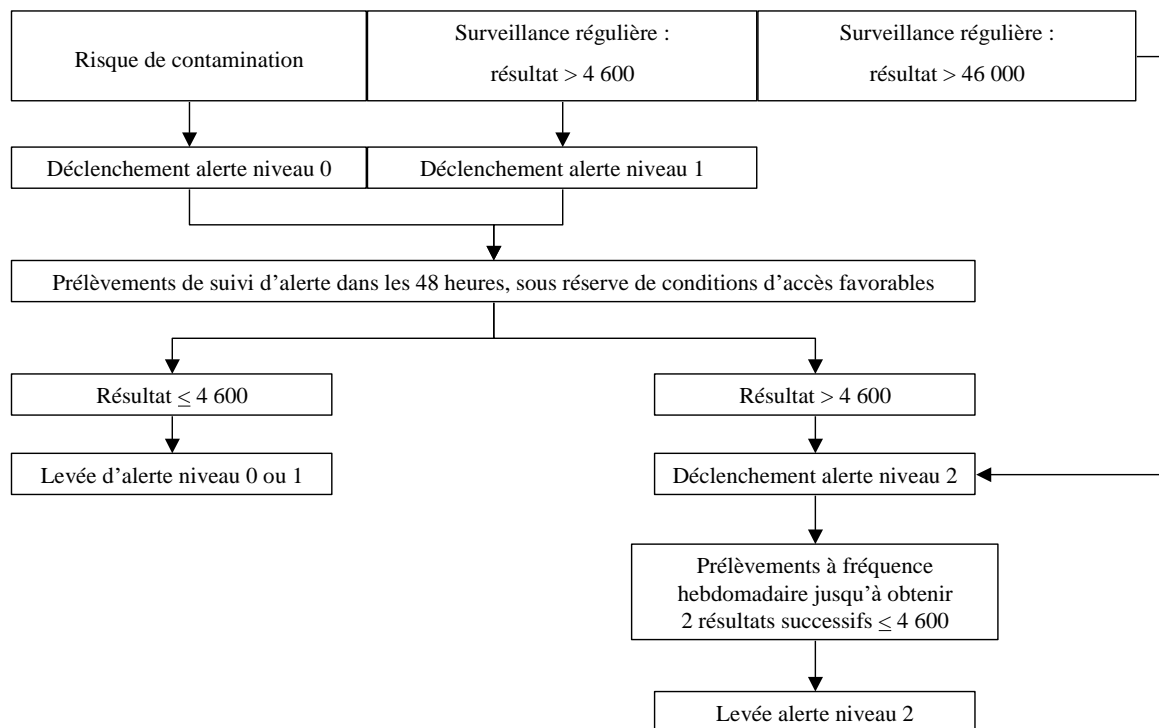 Risque de contamination
Surveillance régulière :
résultat > 4 600
Surveillance régulière :
résultat > 46 000
Déclenchement alerte niveau 0
Déclenchement alerte niveau 1
Prélèvements de suivi d’alerte dans les 48 heures, sous réserve de conditions d’accès favorables
Résultat ≤ 4 600
Résultat > 4 600
Levée d’alerte niveau 0 ou 1
Déclenchement alerte niveau 2
Prélèvements à fréquence
hebdomadaire jusqu’à obtenir
2 résultats successifs ≤ 4 600
Levée alerte niveau 2